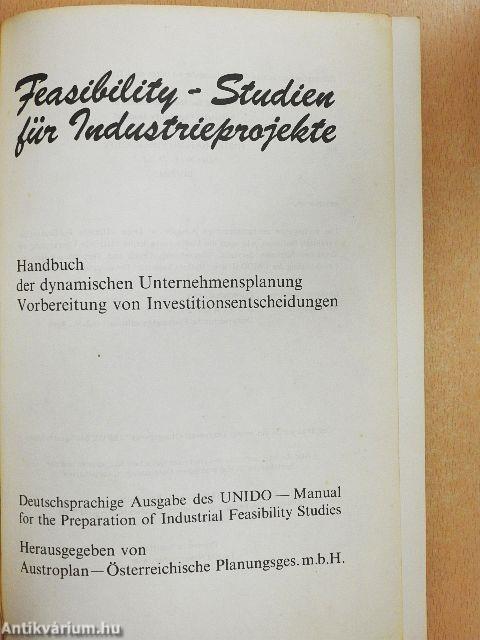 Feasibility - Studien
für Industrieprojekte
Handbuch
der dynamischen Unternehmensplanung
Vorbereitung von Investitionsentscheidungen
Deutschsprachige Ausgabe des UNIDO — Manual
for the Preparation of Industrial Feasibility Studies
Herausgegeben von
Austroplan — Österreichische Planungsges. m. b. H.
Antikvárium.hu